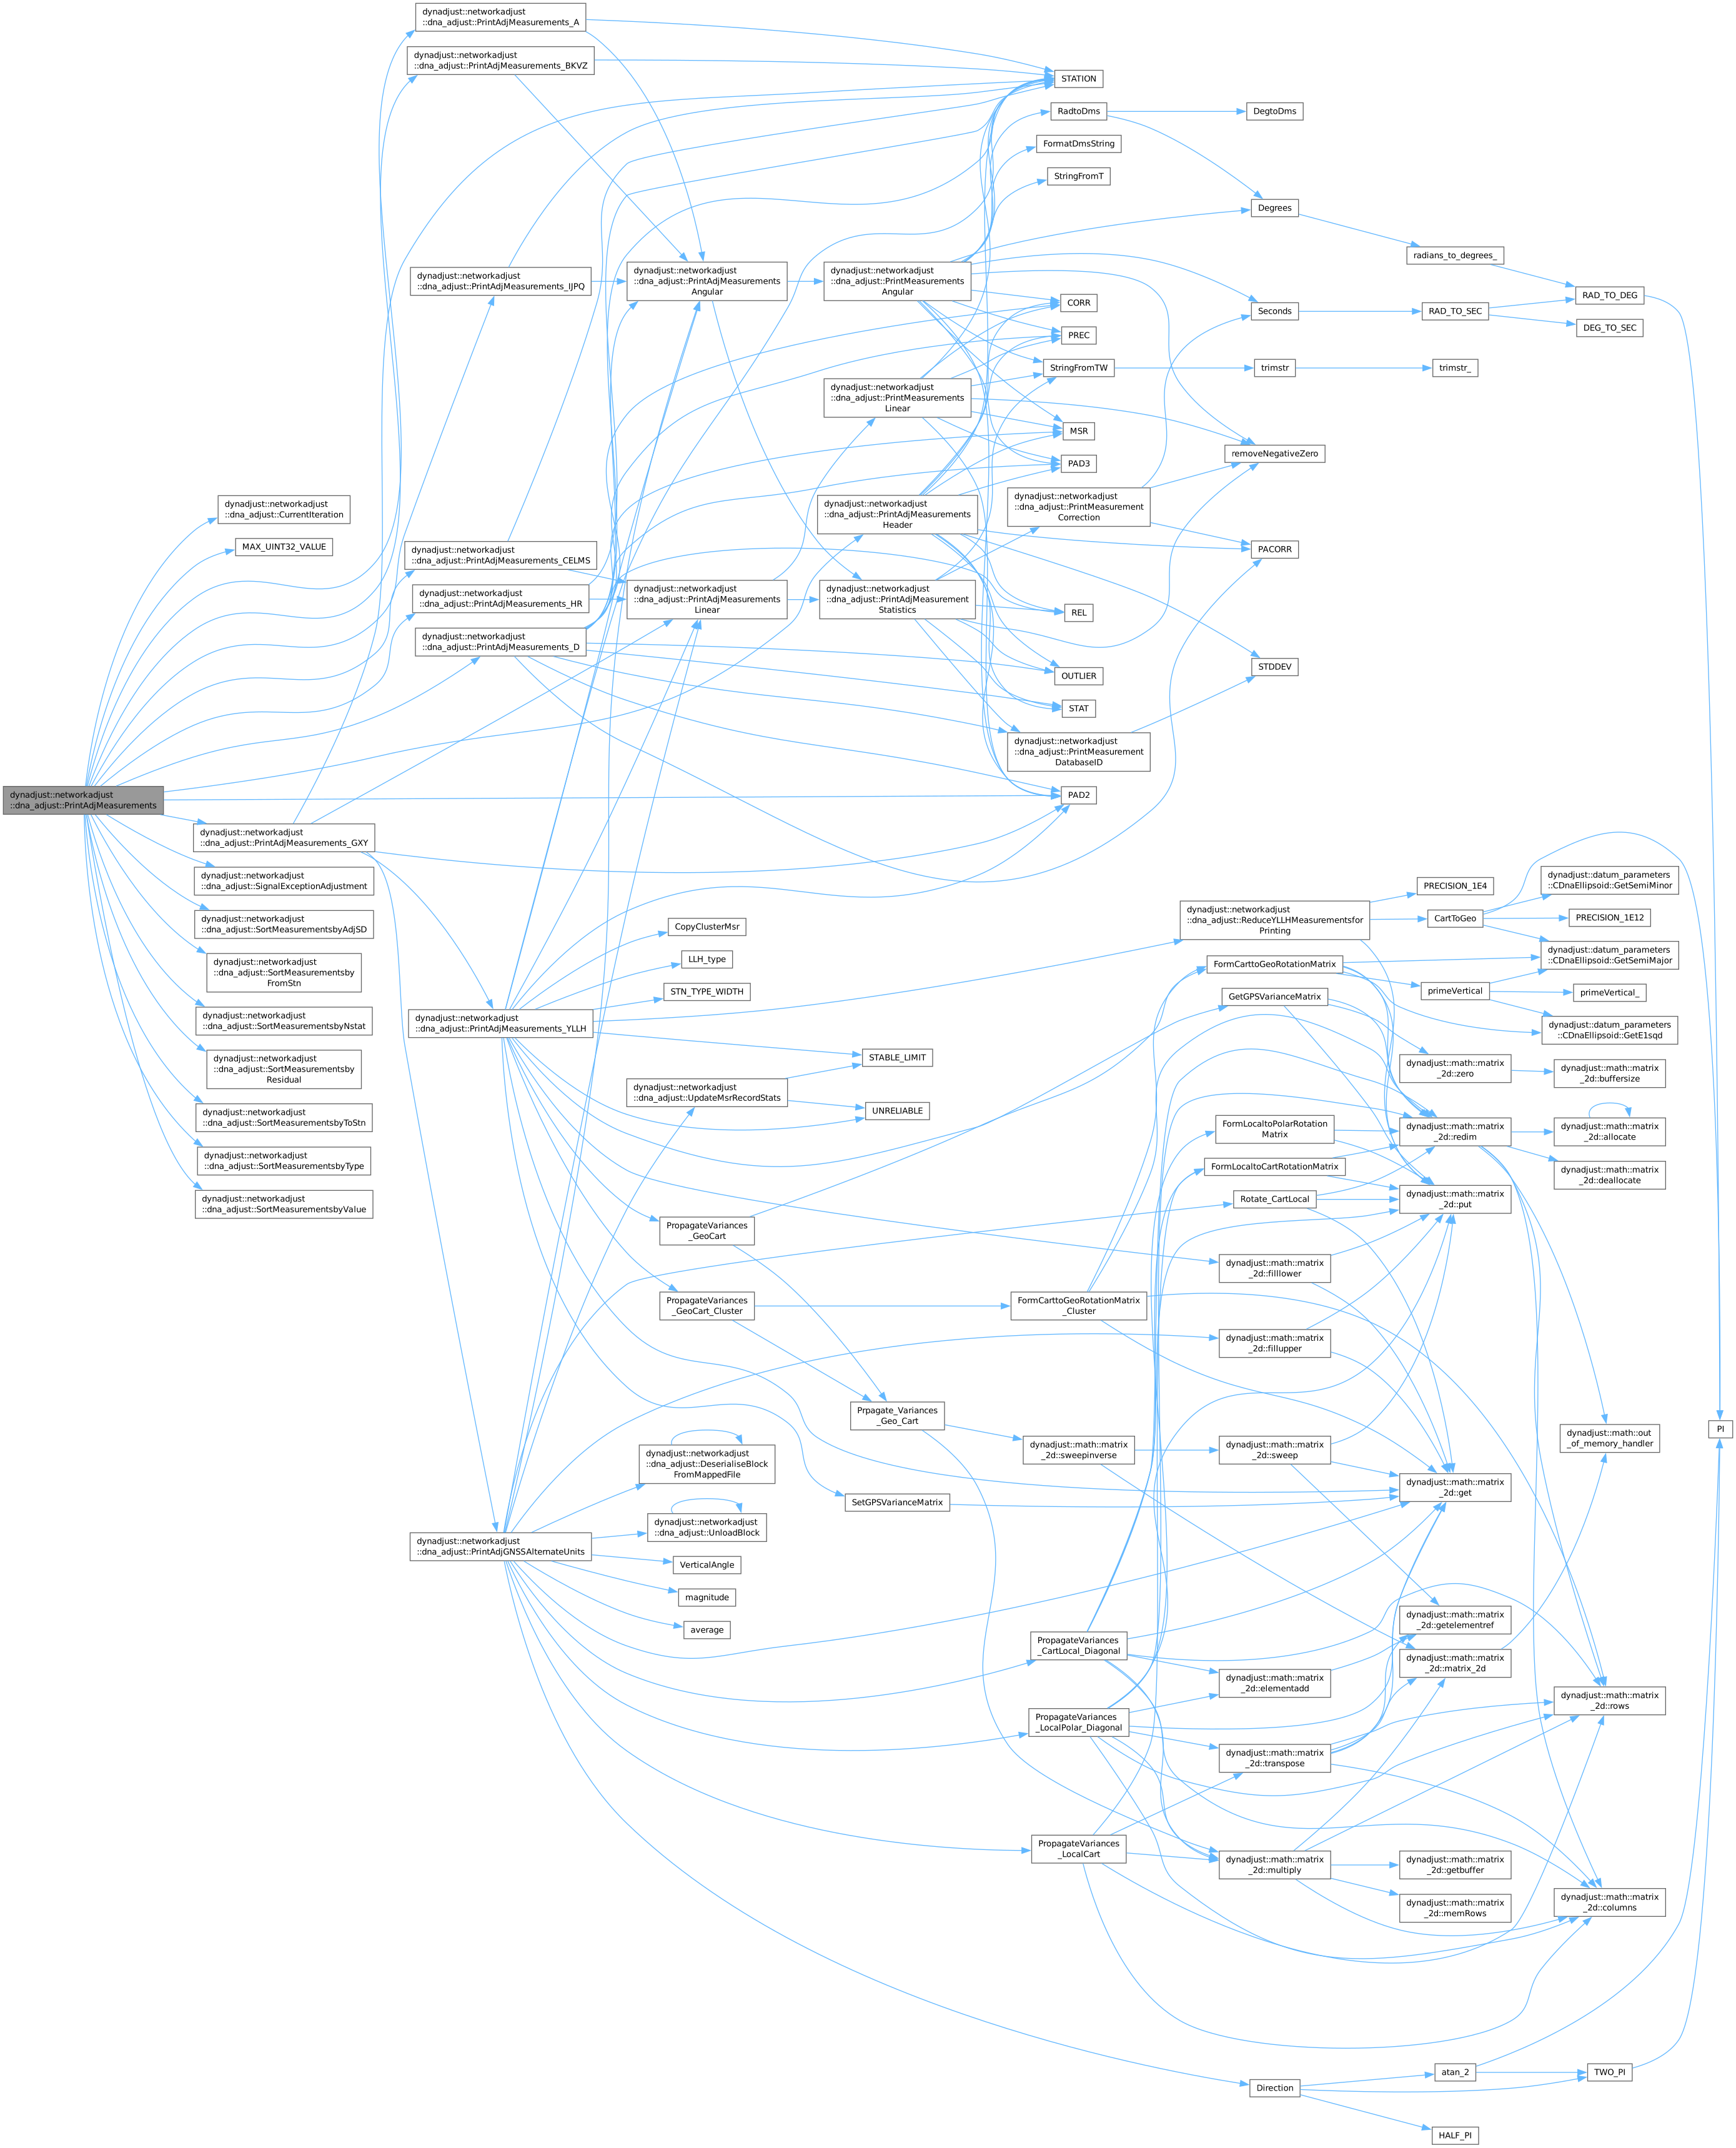 dynadjust::networkadjust
::dna_adjust::PrintAdjMeasurements
dynadjust::networkadjust
::dna_adjust::CurrentIteration
MAX_UINT32_VALUE
dynadjust::networkadjust
::dna_adjust::PrintAdjMeasurements_GXY
dynadjust::networkadjust
::dna_adjust::SignalExceptionAdjustment
dynadjust::networkadjust
::dna_adjust::SortMeasurementsbyAdjSD
dynadjust::networkadjust
::dna_adjust::SortMeasurementsby
FromStn
dynadjust::networkadjust
::dna_adjust::SortMeasurementsbyNstat
dynadjust::networkadjust
::dna_adjust::SortMeasurementsby
Residual
dynadjust::networkadjust
::dna_adjust::SortMeasurementsbyToStn
dynadjust::networkadjust
::dna_adjust::SortMeasurementsbyType
dynadjust::networkadjust
::dna_adjust::SortMeasurementsbyValue
dynadjust::networkadjust
::dna_adjust::PrintAdjMeasurements_A
dynadjust::networkadjust
::dna_adjust::PrintAdjMeasurements_BKVZ
dynadjust::networkadjust
::dna_adjust::PrintAdjMeasurements_IJPQ
dynadjust::networkadjust
::dna_adjust::PrintAdjMeasurements_CELMS
dynadjust::networkadjust
::dna_adjust::PrintAdjMeasurements_HR
dynadjust::networkadjust
::dna_adjust::PrintAdjMeasurements_D
dynadjust::networkadjust
::dna_adjust::PrintAdjMeasurements_YLLH
dynadjust::networkadjust
::dna_adjust::PrintAdjGNSSAlternateUnits
dynadjust::networkadjust
::dna_adjust::PrintAdjMeasurements
Angular
dynadjust::networkadjust
::dna_adjust::PrintAdjMeasurements
Linear
CopyClusterMsr
LLH_type
STN_TYPE_WIDTH
dynadjust::networkadjust
::dna_adjust::UpdateMsrRecordStats
PropagateVariances
_GeoCart
PropagateVariances
_GeoCart_Cluster
dynadjust::networkadjust
::dna_adjust::DeserialiseBlock
FromMappedFile
dynadjust::networkadjust
::dna_adjust::UnloadBlock
VerticalAngle
magnitude
average
dynadjust::networkadjust
::dna_adjust::PrintMeasurements
Angular
dynadjust::networkadjust
::dna_adjust::PrintMeasurements
Linear
dynadjust::networkadjust
::dna_adjust::PrintAdjMeasurements
Header
dynadjust::networkadjust
::dna_adjust::PrintAdjMeasurement
Statistics
STABLE_LIMIT
UNRELIABLE
Prpagate_Variances
_Geo_Cart
SetGPSVarianceMatrix
STATION
RadtoDms
FormatDmsString
StringFromT
CORR
PREC
StringFromTW
MSR
PAD3
dynadjust::networkadjust
::dna_adjust::PrintMeasurement
Correction
REL
OUTLIER
STAT
dynadjust::networkadjust
::dna_adjust::PrintMeasurement
DatabaseID
PAD2
FormCarttoGeoRotationMatrix
_Cluster
dynadjust::math::matrix
_2d::sweepinverse
PropagateVariances
_CartLocal_Diagonal
PropagateVariances
_LocalPolar_Diagonal
PropagateVariances
_LocalCart
DegtoDms
Degrees
Seconds
removeNegativeZero
PACORR
STDDEV
dynadjust::networkadjust
::dna_adjust::ReduceYLLHMeasurementsfor
Printing
FormCarttoGeoRotationMatrix
GetGPSVarianceMatrix
FormLocaltoPolarRotation
Matrix
FormLocaltoCartRotationMatrix
Rotate_CartLocal
dynadjust::math::matrix
_2d::filllower
dynadjust::math::matrix
_2d::fillupper
dynadjust::math::matrix
_2d::sweep
dynadjust::math::matrix
_2d::elementadd
dynadjust::math::matrix
_2d::transpose
dynadjust::math::matrix
_2d::multiply
Direction
radians_to_degrees_
RAD_TO_SEC
trimstr
trimstr_
PRECISION_1E4
CartToGeo
primeVertical
dynadjust::math::matrix
_2d::zero
dynadjust::math::matrix
_2d::redim
dynadjust::math::matrix
_2d::put
dynadjust::math::matrix
_2d::get
dynadjust::math::matrix
_2d::getelementref
dynadjust::math::matrix
_2d::matrix_2d
dynadjust::math::matrix
_2d::getbuffer
dynadjust::math::matrix
_2d::memRows
atan_2
HALF_PI
RAD_TO_DEG
DEG_TO_SEC
dynadjust::datum_parameters
::CDnaEllipsoid::GetSemiMinor
PRECISION_1E12
dynadjust::datum_parameters
::CDnaEllipsoid::GetSemiMajor
primeVertical_
dynadjust::datum_parameters
::CDnaEllipsoid::GetE1sqd
dynadjust::math::matrix
_2d::buffersize
dynadjust::math::matrix
_2d::allocate
dynadjust::math::matrix
_2d::deallocate
dynadjust::math::out
_of_memory_handler
dynadjust::math::matrix
_2d::rows
dynadjust::math::matrix
_2d::columns
TWO_PI
PI